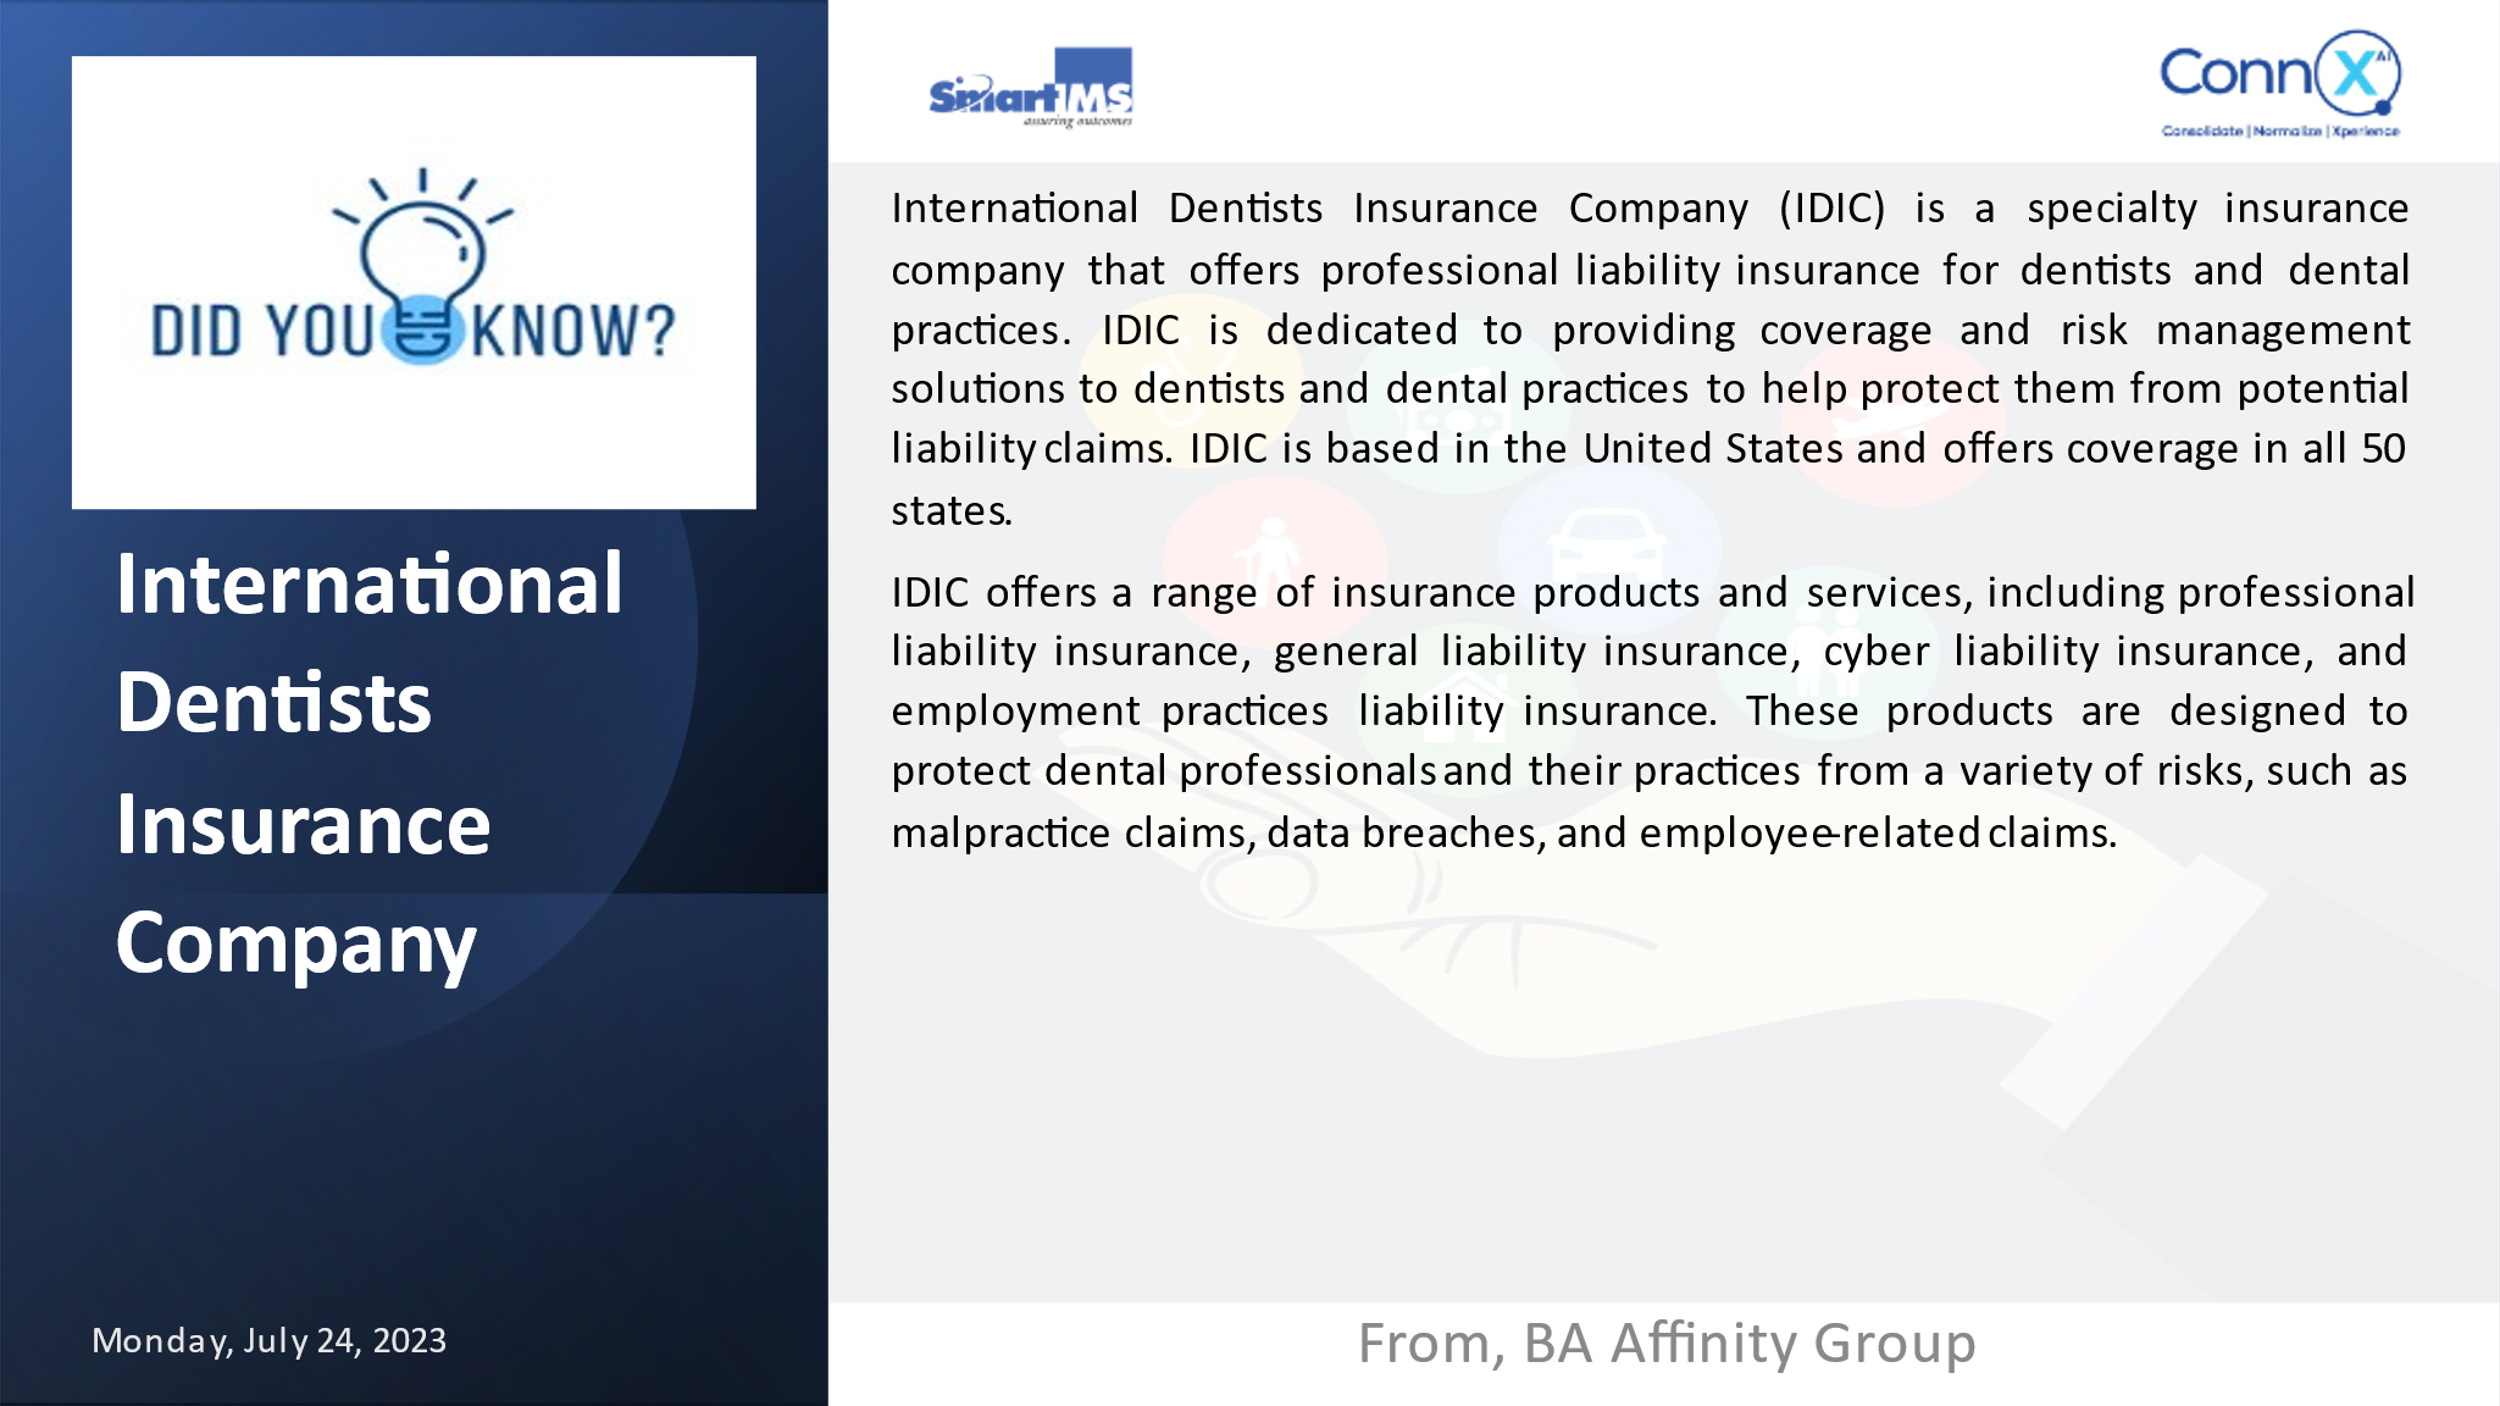 DID YOU KNOW?
International
Dentists
Insurance
Company
Monday, July 24, 2023
SmartIMS
assuring outcomes
ConnX AI
Consolidate | Normalize | Xperience
International Dentists Insurance Company (IDIC) is a specialty insurance
company that offers professional liability insurance for dentists and dental
practices. IDIC is dedicated to providing coverage and risk management
solutions to dentists and dental practices to help protect them from potential
liability claims. IDIC is based in the United States and offers coverage in all 50
states.
IDIC offers a range of insurance products and services, including professional
liability insurance, general liability insurance, cyber liability insurance, and
employment practices liability insurance. These products are designed to
protect dental professionals and their practices from a variety of risks, such as
malpractice claims, data breaches, and employee-related claims.
From, BA Affinity Group